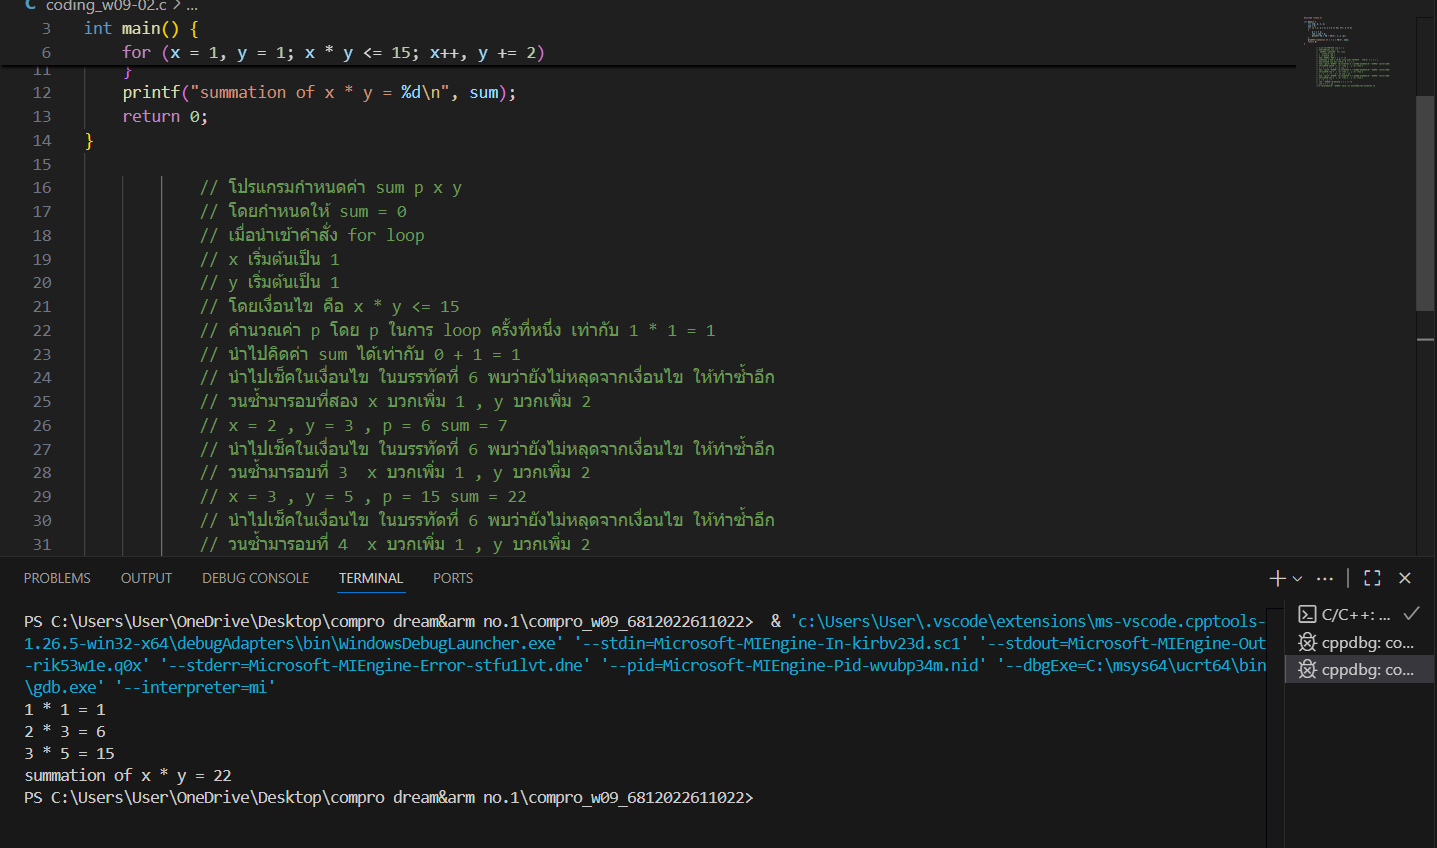 C coding_w09-02.c > ...
3 int main() {
6 for (x = 1, y = 1; x * y <= 15; x++, y += 2)
11 }
12 printf("summation of x * y = %d\n", sum);
13 return 0;
14 }
15
16 // โปรแกรมกำหนดค่า sum p x y
17 // โดยกำหนดให้ sum = 0
18 // เมื่อนำเข้าคำสั่ง for loop
19 // x เริ่มต้นเป็น 1
20 // y เริ่มต้นเป็น 1
21 // โดยเงื่อนไข คือ x * y <= 15
22 // คำนวณค่า p โดย p ในการ loop ครั้งที่หนึ่ง เท่ากับ 1 * 1 = 1
23 // นำไปคิดค่า sum ได้เท่ากับ 0 + 1 = 1
24 // นำไปเช็คในเงื่อนไข ในบรรทัดที่ 6 พบว่ายังไม่หลุดจากเงื่อนไข ให้ทำซ้ำอีก
25 // วนซ้ำมารอบที่สอง x บวกเพิ่ม 1 , y บวกเพิ่ม 2
26 // x = 2 , y = 3 , p = 6 sum = 7
27 // นำไปเช็คในเงื่อนไข ในบรรทัดที่ 6 พบว่ายังไม่หลุดจากเงื่อนไข ให้ทำซ้ำอีก
28 // วนซ้ำมารอบที่ 3  x บวกเพิ่ม 1 , y บวกเพิ่ม 2
29 // x = 3 , y = 5 , p = 15 sum = 22
30 // นำไปเช็คในเงื่อนไข ในบรรทัดที่ 6 พบว่ายังไม่หลุดจากเงื่อนไข ให้ทำซ้ำอีก
31 // วนซ้ำมารอบที่ 4  x บวกเพิ่ม 1 , y บวกเพิ่ม 2
PROBLEMS OUTPUT DEBUG CONSOLE TERMINAL PORTS
PS C:\Users\User\OneDrive\Desktop\compro dream&arm no.1\compro_w09_6812022611022>  & 'c:\Users\User\.vscode\extensions\ms-vscode.cpptools-
1.26.5-win32-x64\debugAdapters\bin\WindowsDebugLauncher.exe' '--stdin=Microsoft-MIEngine-In-kirbv23d.sc1' '--stdout=Microsoft-MIEngine-Out
-rik53w1e.q0x' '--stderr=Microsoft-MIEngine-Error-stfu1lvt.dne' '--pid=Microsoft-MIEngine-Pid-wvubp34m.nid' '--dbgExe=C:\msys64\ucrt64\bin
\gdb.exe' '--interpreter=mi'
1 * 1 = 1
2 * 3 = 6
3 * 5 = 15
summation of x * y = 22
PS C:\Users\User\OneDrive\Desktop\compro dream&arm no.1\compro_w09_6812022611022>
C/C++: ...
cppdbg: co...
cppdbg: co...